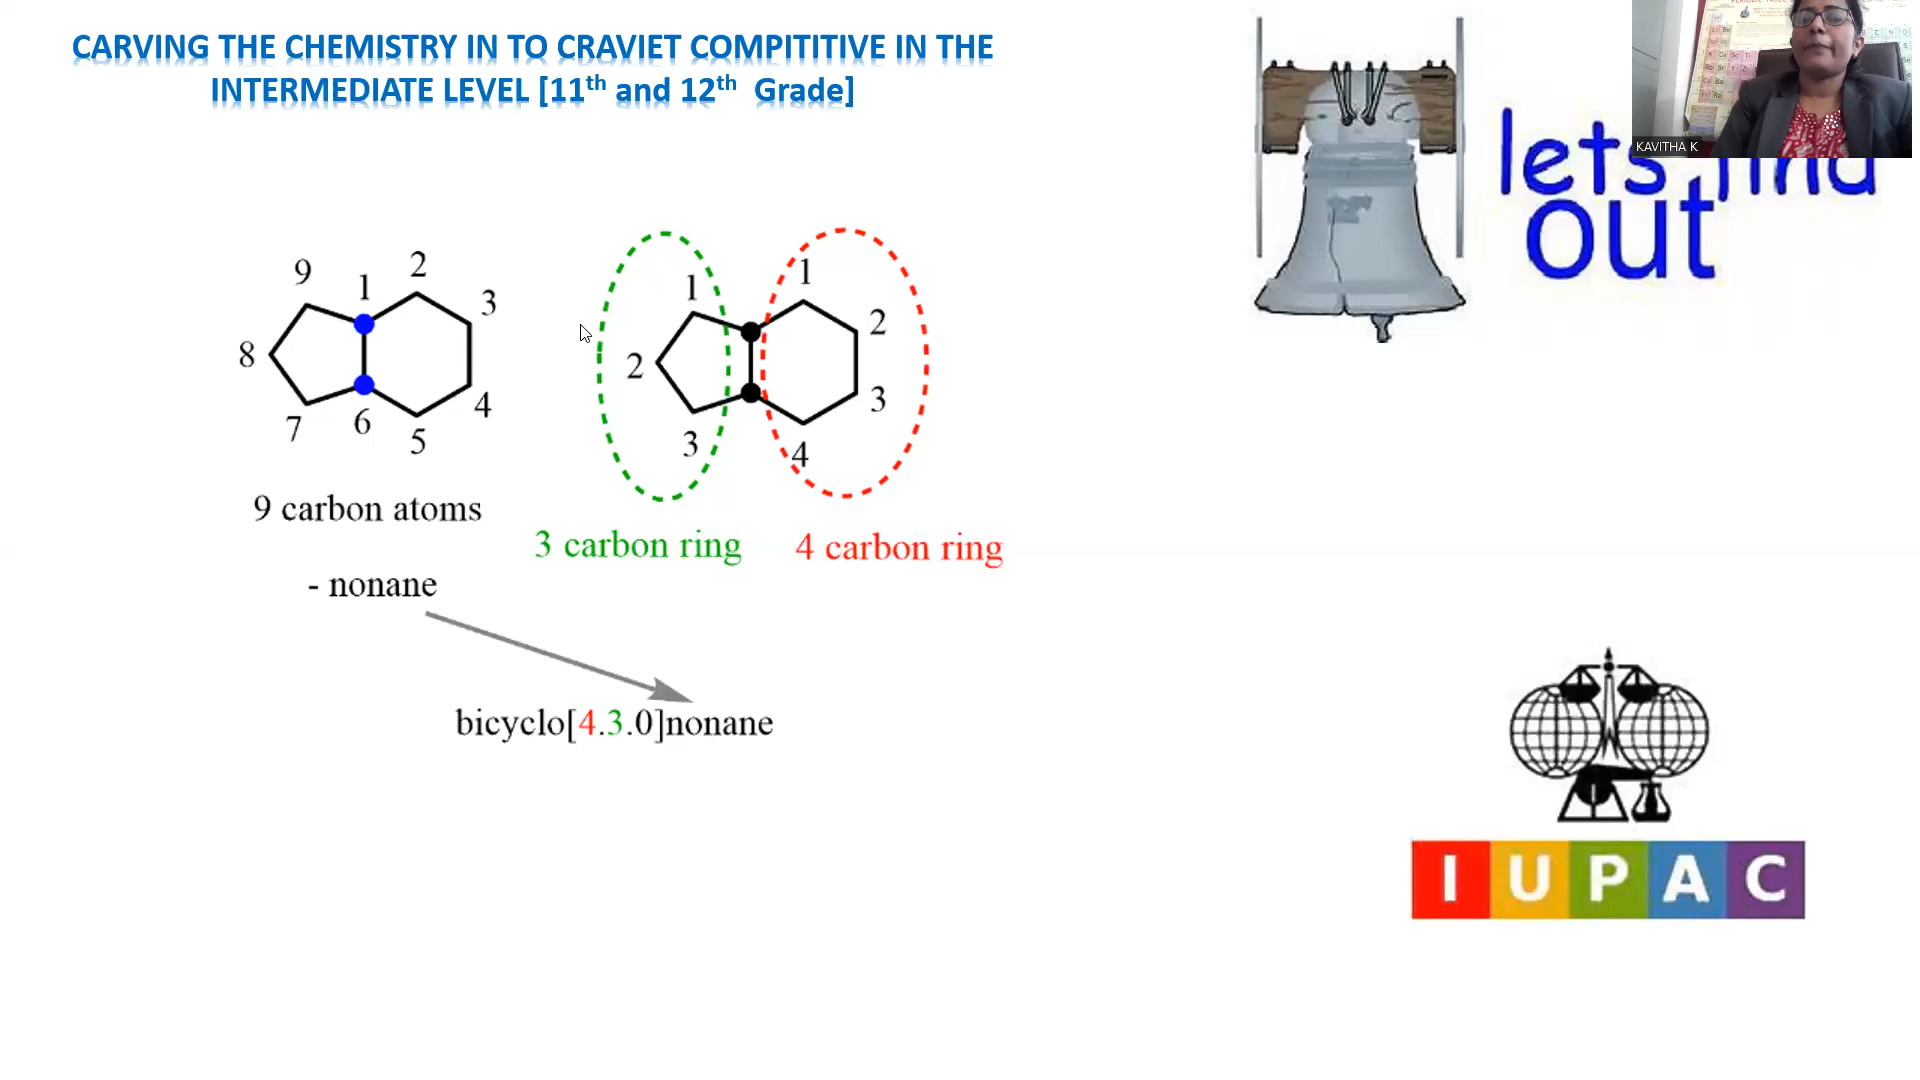 CARVING THE CHEMISTRY IN TO CRAVIET COMPITITIVE IN THE
INTERMEDIATE LEVEL [11th and 12th Grade]
lets find
out
KAVITHA K
9
1
2
3
8
4
7
6
5
1
2
3
1
2
3
4
9 carbon atoms
3 carbon ring
4 carbon ring
- nonane
bicyclo[4.3.0]nonane
I U P A C